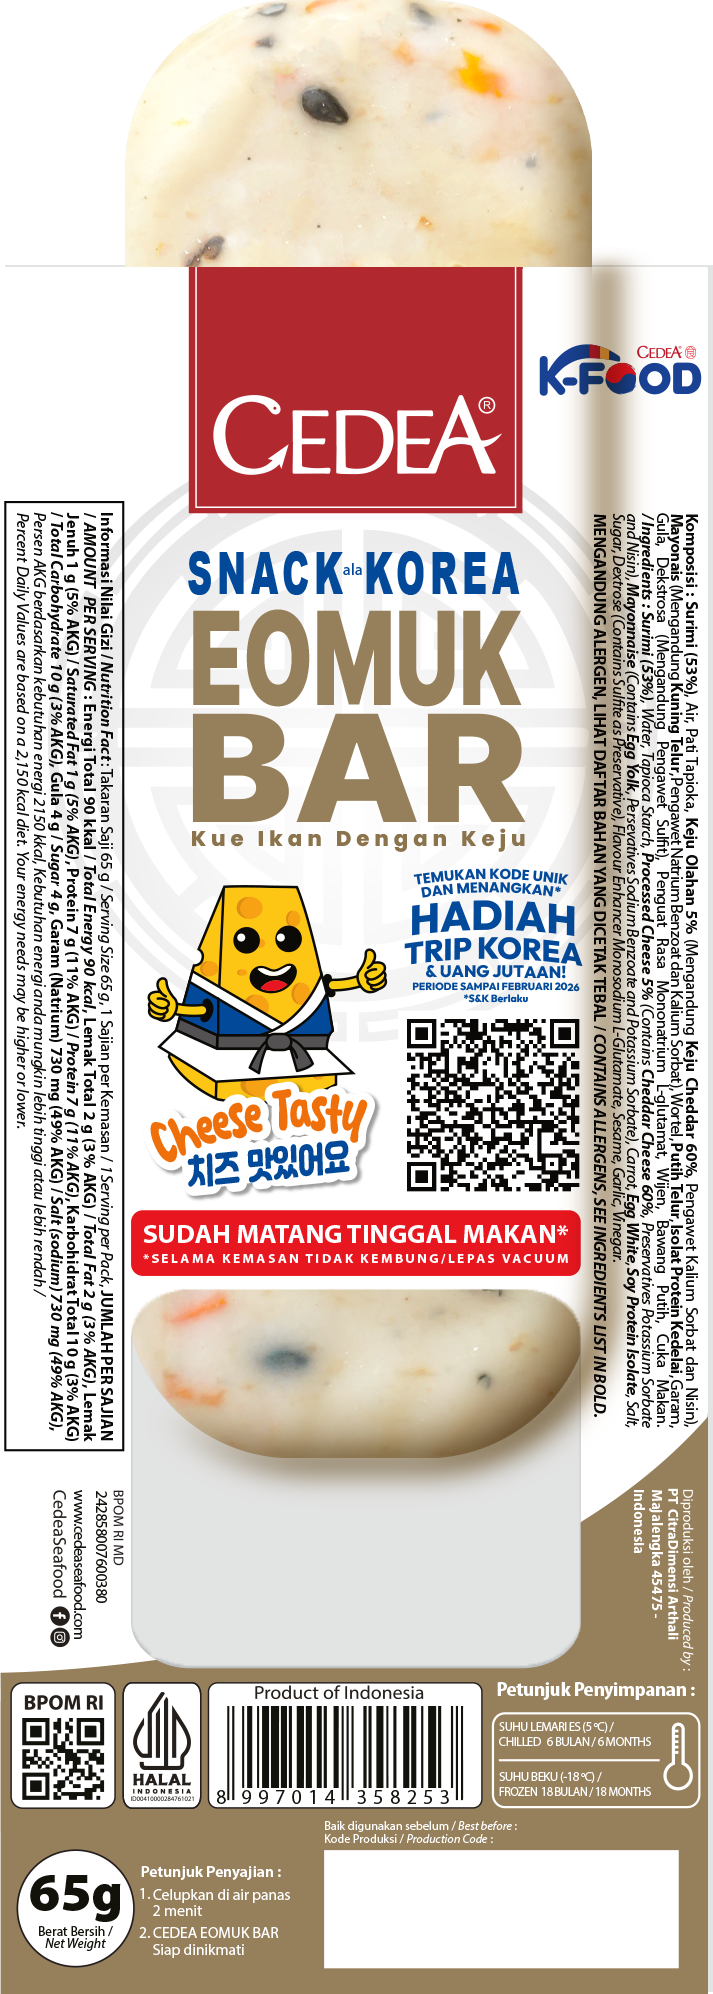 CEDEA®
CEDEA
K-FOOD
SNACK ala KOREA
EOMUK
BAR
Kue Ikan Dengan Keju
TEMUKAN KODE UNIK
DAN MENANGKAN*
HADIAH
TRIP KOREA
& UANG JUTAAN!
PERIODE SAMPAI FEBRUARI 2026
*S&K Berlaku
Cheese Tasty
치즈 맛있어요
SUDAH MATANG TINGGAL MAKAN*
*SELAMA KEMASAN TIDAK KEMBUNG/LEPAS VACUUM
Informasi Nilai Gizi / Nutrition Fact : Takaran Saji 65 g / Serving Size 65 g, 1 Sajian per Kemasan / 1 Serving per Pack, JUMLAH PER SAJIAN
/ AMOUNT PER SERVING : Energi Total 90 kkal / Total Energy 90 kcal, Lemak Total 2 g (3% AKG) / Total Fat 2 g (3% AKG), Lemak
Jenuh 1 g (5% AKG) / Saturated Fat 1 g (5% AKG), Protein 7 g (11% AKG) / Protein 7 g (11% AKG), Karbohidrat Total 10 g (3% AKG)
/ Total Carbohydrate 10 g (3% AKG), Gula 4 g / Sugar 4 g, Garam (Natrium) 730 mg (49% AKG) / Salt (sodium) 730 mg (49% AKG),
Persen AKG berdasarkan kebutuhan energi 2150 kkal, Kebutuhan energi anda mungkin lebih tinggi atau lebih rendah /
Percent Daily Values are based on a 2,150 kcal diet. Your energy needs may be higher or lower.
Komposisi : Surimi (53%), Air, Pati Tapioka, Keju Olahan 5% (Mengandung Keju Cheddar 60%, Pengawet Kalium Sorbat dan Nisin),
Mayonais (Mengandung Kuning Telur, Pengawet Natrium Benzoat dan Kalium Sorbat), Wortel, Putih Telur, Isolat Protein Kedelai, Garam,
Gula, Dekstrosa (Mengandung Pengawet Sulfit), Penguat Rasa Mononatrium L-glutamat, Wijen, Bawang Putih, Cuka Makan.
/ Ingredients : Surimi (53%), Water, Tapioca Starch, Processed Cheese 5% (Contains Cheddar Cheese 60%, Preservatives Potassium Sorbate
and Nisin), Mayonnaise (Contains Egg Yolk, Persevatives Sodium Benzoate and Potassium Sorbate), Carrot, Egg White, Soy Protein Isolate, Salt,
Sugar, Dextrose (Contains Sulfite as Preservative), Flavour Enhancer Monosodium L-Glutamate, Sesame, Garlic, Vinegar.
MENGANDUNG ALERGEN, LIHAT DAFTAR BAHAN YANG DICETAK TEBAL / CONTAINS ALLERGENS, SEE INGREDIENTS LIST IN BOLD.
BPOM RI MD
242858007600380
www.cedeaseafood.com
CedeaSeafood
Diproduksi oleh / Produced by :
PT CitraDimensi Arthali
Majalengka 45475 -
Indonesia
BPOM RI
HALAL
INDONESIA
ID00410000284761021
Product of Indonesia
8 997014 358253
Petunjuk Penyimpanan :
SUHU LEMARI ES (5 ºC) /
CHILLED 6 BULAN / 6 MONTHS
SUHU BEKU (-18 ºC) /
FROZEN 18 BULAN / 18 MONTHS
Baik digunakan sebelum / Best before :
Kode Produksi / Production Code :
65g
Berat Bersih /
Net Weight
Petunjuk Penyajian :
1. Celupkan di air panas
2 menit
2. CEDEA EOMUK BAR
Siap dinikmati